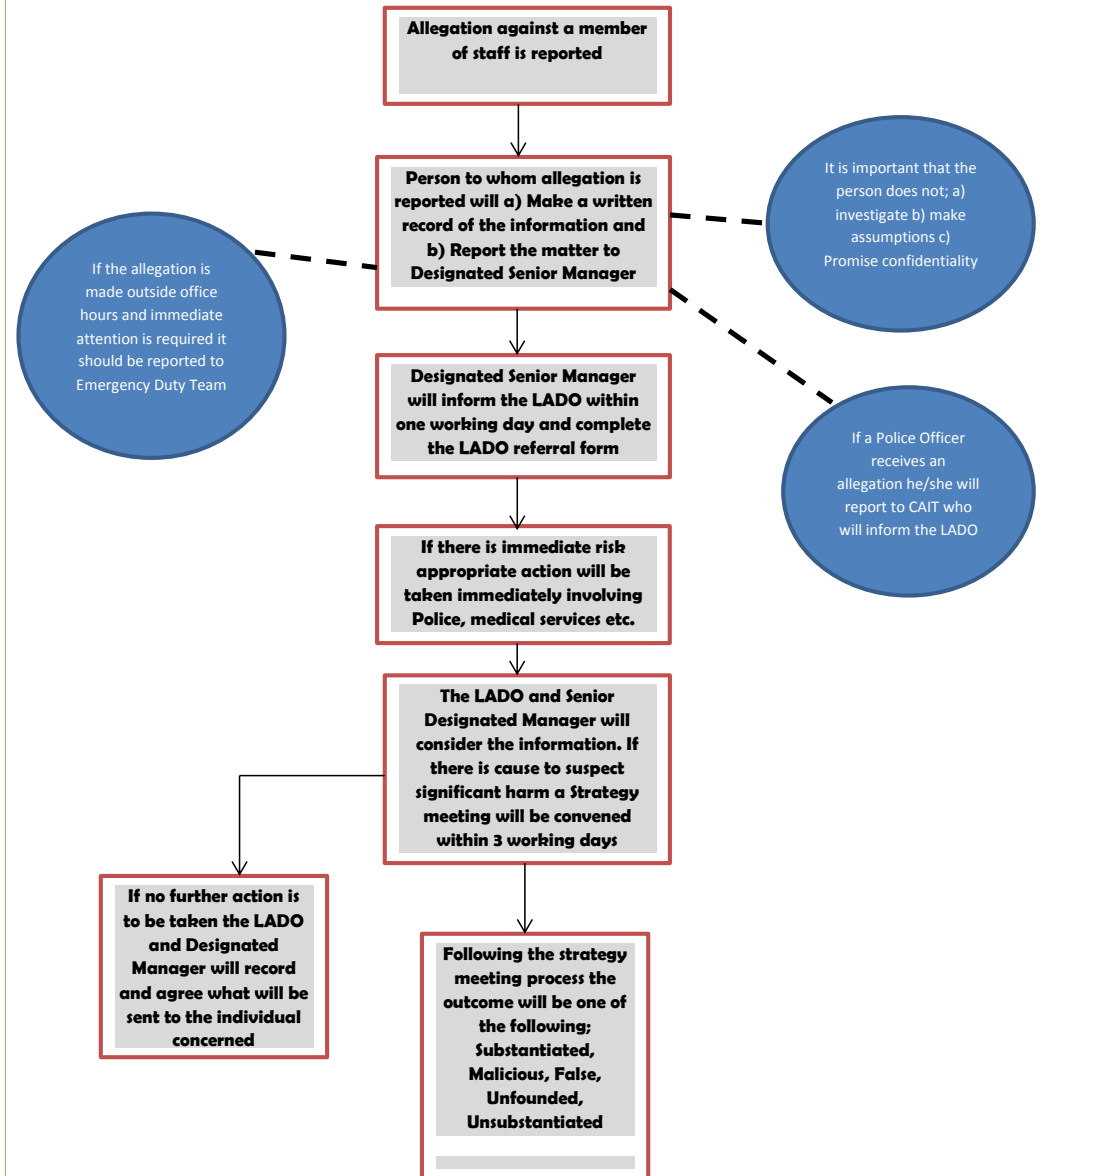 Allegation against a member
of staff is reported
Person to whom allegation is
reported will a) Make a written
record of the information and
b) Report the matter to
Designated Senior Manager
It is important that the
person does not; a)
investigate b) make
assumptions c)
Promise confidentiality
If the allegation is
made outside office
hours and immediate
attention is required it
should be reported to
Emergency Duty Team
Designated Senior Manager
will inform the LADO within
one working day and complete
the LADO referral form
If a Police Officer
receives an
allegation he/she will
report to CAIT who
will inform the LADO
If there is immediate risk
appropriate action will be
taken immediately involving
Police, medical services etc.
The LADO and Senior
Designated Manager will
consider the information. If
there is cause to suspect
significant harm a Strategy
meeting will be convened
within 3 working days
If no further action is
to be taken the LADO
and Designated
Manager will record
and agree what will be
sent to the individual
concerned
Following the strategy
meeting process the
outcome will be one of
the following;
Substantiated,
Malicious, False,
Unfounded,
Unsubstantiated